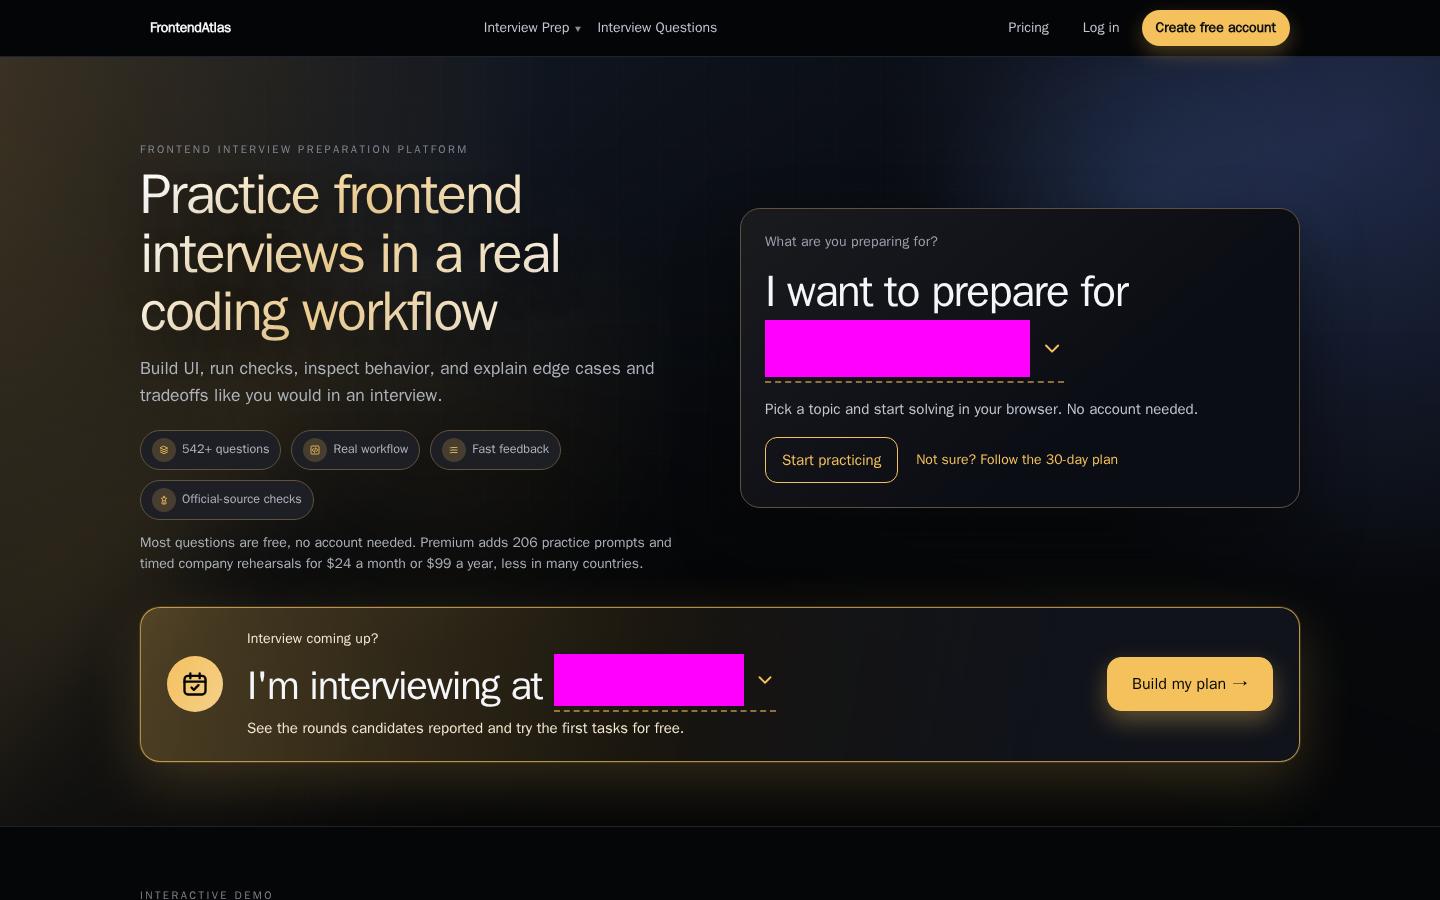 FrontendAtlas
Interview Prep
Interview Questions
Pricing
Log in
Create free account
FRONTEND INTERVIEW PREPARATION PLATFORM
Practice frontend
interviews in a real
coding workflow
Build UI, run checks, inspect behavior, and explain edge cases and
tradeoffs like you would in an interview.
542+ questions
Real workflow
Fast feedback
Official-source checks
Most questions are free, no account needed. Premium adds 206 practice prompts and
timed company rehearsals for $24 a month or $99 a year, less in many countries.
What are you preparing for?
I want to prepare for
Pick a topic and start solving in your browser. No account needed.
Start practicing
Not sure? Follow the 30-day plan
Interview coming up?
I'm interviewing at
See the rounds candidates reported and try the first tasks for free.
Build my plan →
INTERACTIVE DEMO